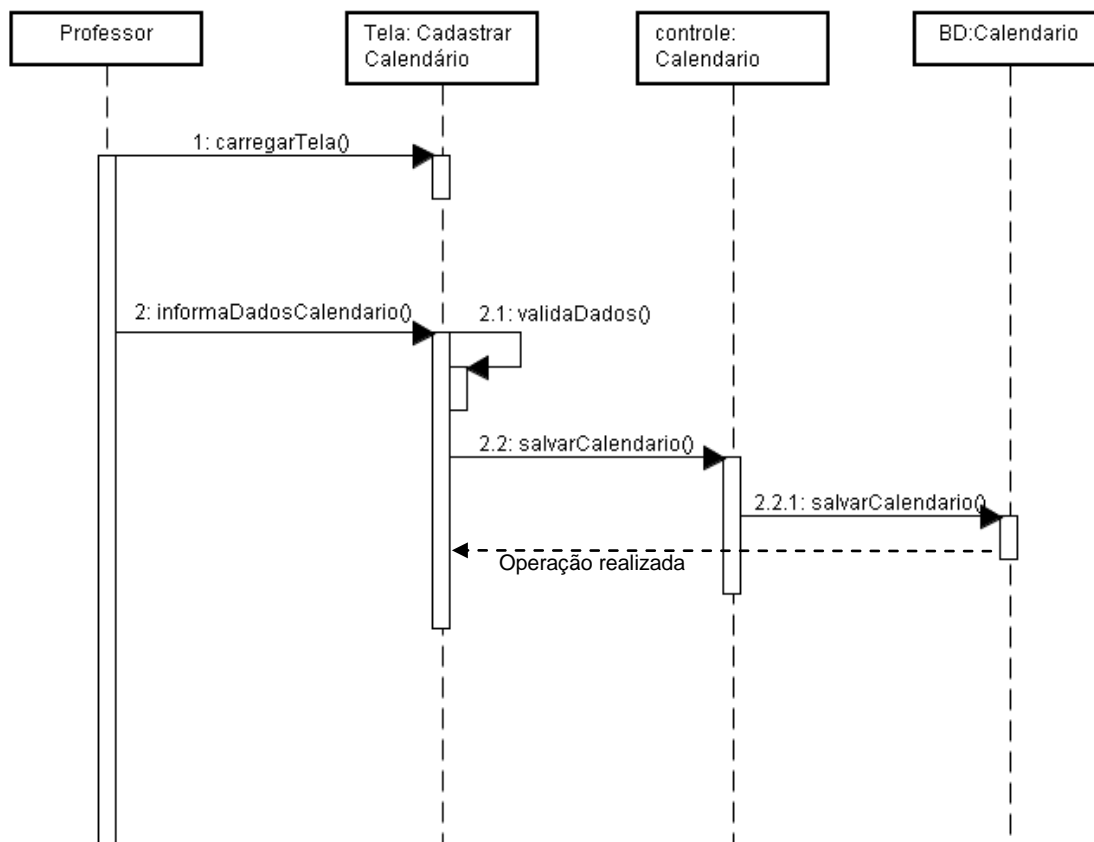 Professor
Tela: Cadastrar
Calendário
controle:
Calendario
BD:Calendario
1: carregarTela()
2: informaDadosCalendario()
2.1: validaDados()
2.2: salvarCalendario()
2.2.1: salvarCalendario()
Operação realizada